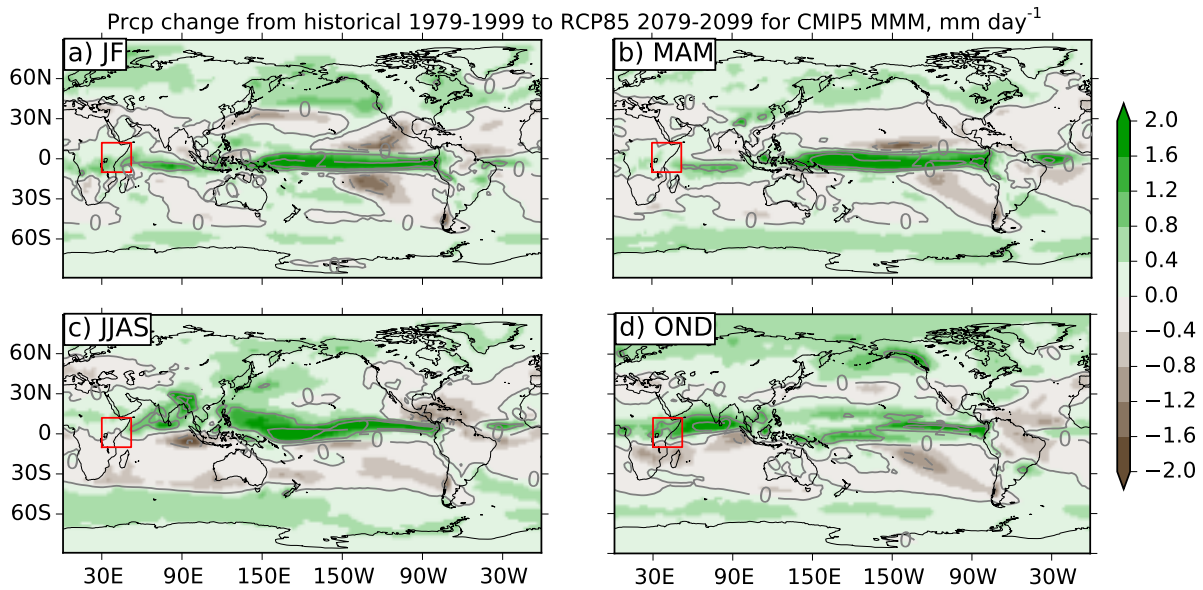 Prcp change from historical 1979-1999 to RCP85 2079-2099 for CMIP5 MMM, mm day⁻¹
a) JF
b) MAM
60N
30N
0
30S
60S
c) JJAS
d) OND
60N
30N
0
30S
60S
30E 90E 150E 150W 90W 30W
30E 90E 150E 150W 90W 30W
2.0
1.6
1.2
0.8
0.4
0.0
−0.4
−0.8
−1.2
−1.6
−2.0